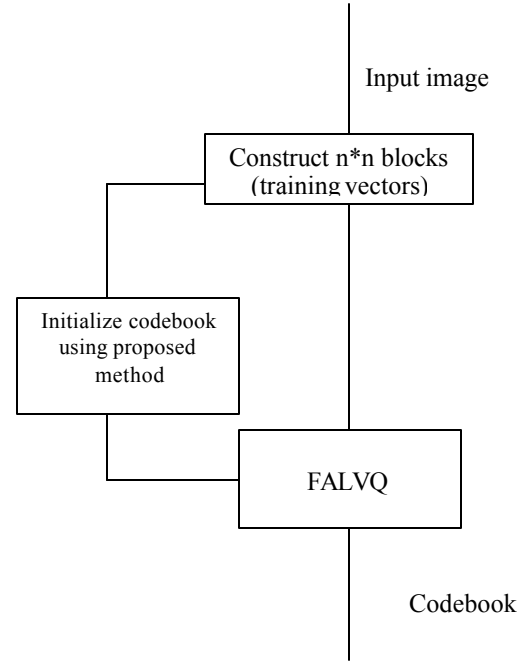 Input image
Construct n*n blocks
(training vectors)
Initialize codebook
using proposed
method
FALVQ
Codebook